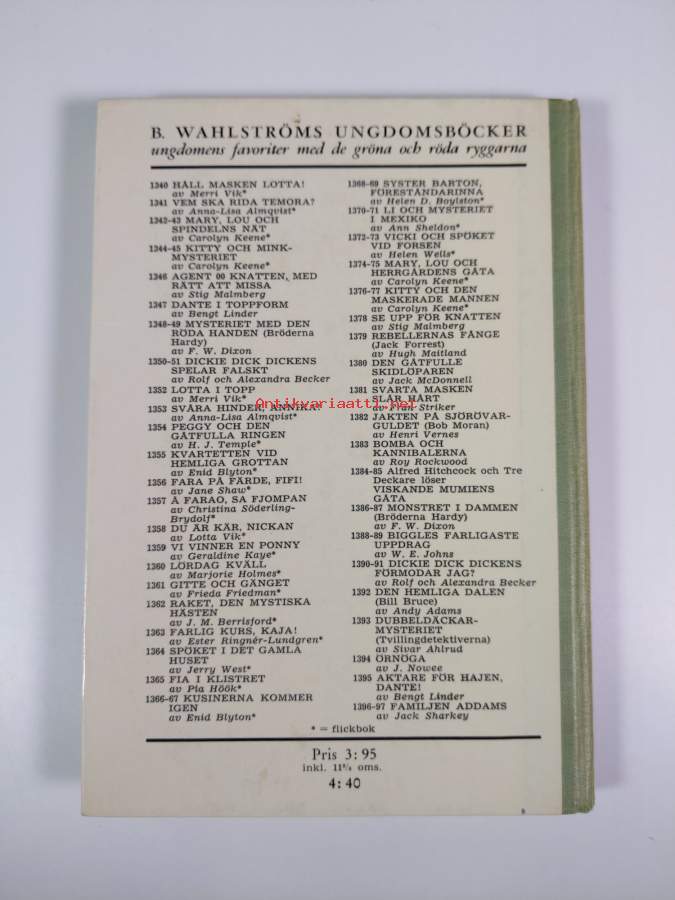 B. WAHLSTRÖMS UNGDOMSBÖCKER
ungdomens favoriter med de gröna och röda ryggarna
1340 HÅLL MASKEN LOTTA!
av Merri Vik*
1341 VEM SKA RIDA TEMORA?
av Anna-Lisa Almqvist*
1342-43 MARY, LOU OCH
SPINDELNS NÄT
av Carolyn Keene*
1344-45 KITTY OCH MINK-
MYSTERIET
av Carolyn Keene*
1346 AGENT 00 KNATTEN, MED
RÄTT ATT MISSA
av Stig Malmberg
1347 DANTE I TOPPFORM
av Bengt Linder
1348-49 MYSTERIET MED DEN
RÖDA HANDEN (Bröderna
Hardy)
av F. W. Dixon
1350-51 DICKIE DICK DICKENS
SPELAR FALSKT
av Rolf och Alexandra Becker
1352 LOTTA I TOPP
av Merri Vik*
1353 SVÅRA HINDER, ANNIKA!
av Anna-Lisa Almqvist*
1354 PEGGY OCH DEN
GÅTFULLA RINGEN
av H. J. Temple*
1355 KVARTETTEN VID
HEMLIGA GROTTAN
av Enid Blyton*
1356 FARA PÅ FÄRDE, FIFI!
av Jane Shaw*
1357 Å FARAO, SA FJOMPAN
av Christina Söderling-
Brydolf*
1358 DU ÄR KÄR, NICKAN
av Lotta Vik*
1359 VI VINNER EN PONNY
av Geraldine Kaye*
1360 LÖRDAG KVÄLL
av Marjorie Holmes*
1361 GITTE OCH GÄNGET
av Frieda Friedman*
1362 RAKET, DEN MYSTISKA
HÄSTEN
av J. M. Berrisford*
1363 FARLIG KURS, KAJA!
av Ester Ringnér-Lundgren*
1364 SPÖKET I DET GAMLA
HUSET
av Jerry West*
1365 FIA I KLISTRET
av Pia Höök*
1366-67 KUSINERNA KOMMER
IGEN
av Enid Blyton*
1368-69 SYSTER BARTON,
FÖRESTÅNDARINNA
av Helen D. Boylston*
1370-71 LI OCH MYSTERIET
I MEXIKO
av Ann Sheldon*
1372-73 VICKI OCH SPÖKET
VID FORSEN
av Helen Wells*
1374-75 MARY, LOU OCH
HERRGÅRDENS GÅTA
av Carolyn Keene*
1376-77 KITTY OCH DEN
MASKERADE MANNEN
av Carolyn Keene*
1378 SE UPP FÖR KNATTEN
av Stig Malmberg
1379 REBELLERNAS FÅNGE
(Jack Forrest)
av Hugh Maitland
1380 DEN GÅTFULLE
SKIDLÖPAREN
av Jack McDonnell
1381 SVARTA MASKEN
SLÅR HÅRT
av Fran Striker
1382 JAKTEN PÅ SJÖRÖVAR-
GULDET (Bob Moran)
av Henri Vernes
1383 BOMBA OCH
KANNIBALERNA
av Roy Rockwood
1384-85 Alfred Hitchcock och Tre
Deckare löser
VISKANDE MUMIENS
GÅTA
1386-87 MONSTRET I DAMMEN
(Bröderna Hardy)
av F. W. Dixon
1388-89 BIGGLES FARLIGASTE
UPPDRAG
av W. E. Johns
1390-91 DICKIE DICK DICKENS
FÖRMODAR JAG?
av Rolf och Alexandra Becker
1392 DEN HEMLIGA DALEN
(Bill Bruce)
av Andy Adams
1393 DUBBELDÄCKAR-
MYSTERIET
(Tvillingdetektiverna)
av Sivar Ahlrud
1394 ÖRNÖGA
av J. Nowee
1395 AKTARE FÖR HAJEN,
DANTE!
av Bengt Linder
1396-97 FAMILJEN ADDAMS
av Jack Sharkey
* = flickbok
Antikvariaatti.net
Pris 3:95
inkl. 11% oms.
4:40